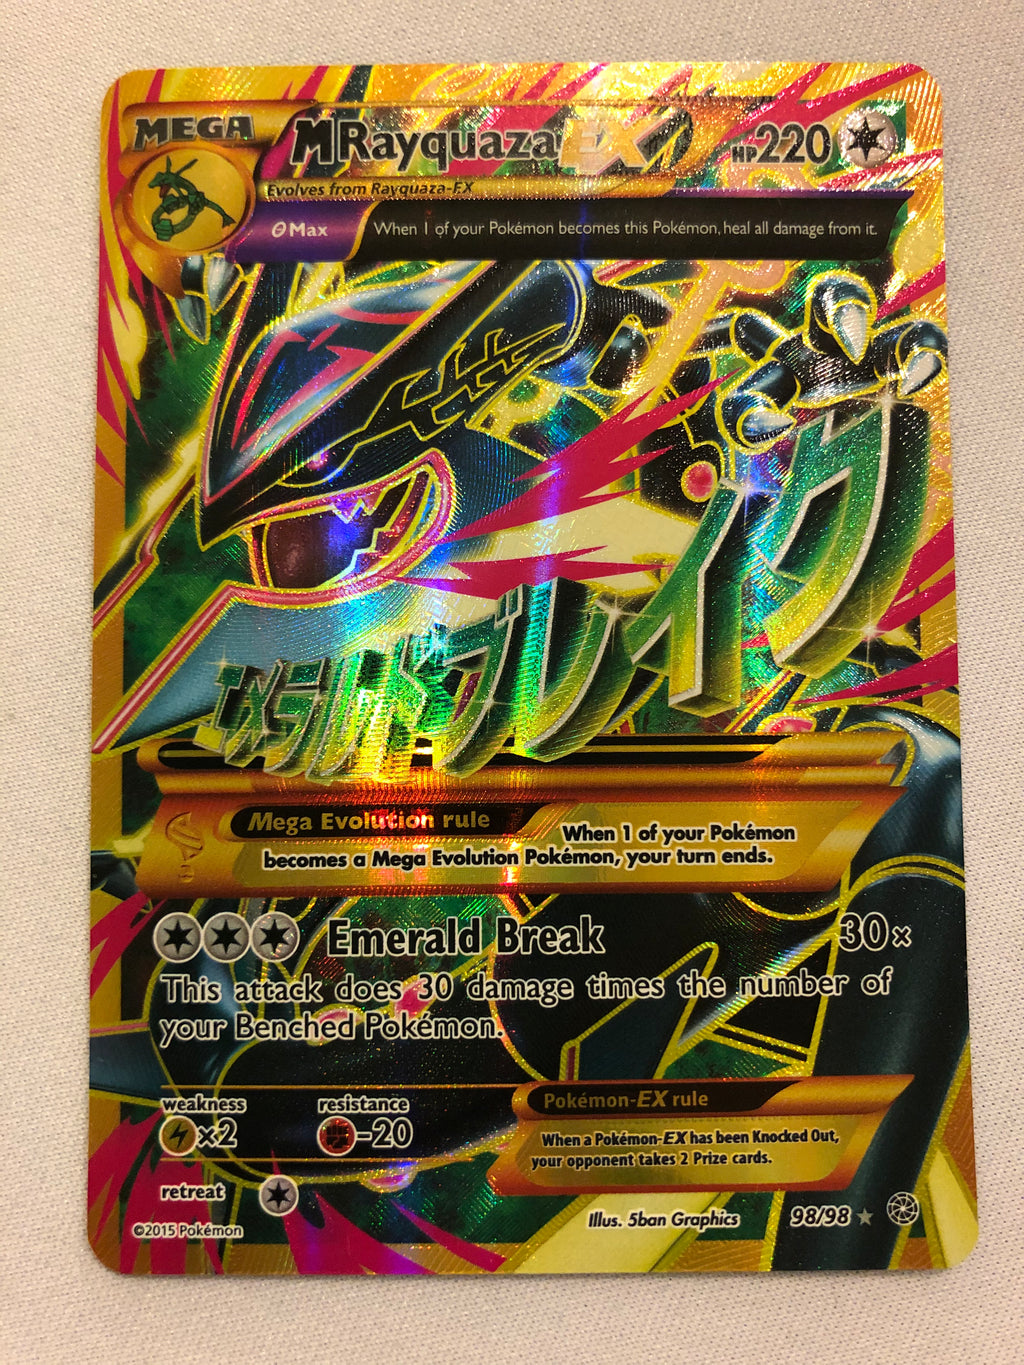 MEGA
M Rayquaza EX
HP 220
Evolves from Rayquaza-EX
θ Max
When 1 of your Pokémon becomes this Pokémon, heal all damage from it.
エメラルドブレイク
Mega Evolution rule
When 1 of your Pokémon
becomes a Mega Evolution Pokémon, your turn ends.
Emerald Break 30×
This attack does 30 damage times the number of
your Benched Pokémon.
weakness resistance
×2 -20
retreat
Pokémon-EX rule
When a Pokémon-EX has been Knocked Out,
your opponent takes 2 Prize cards.
©2015 Pokémon
Illus. 5ban Graphics 98/98 ★